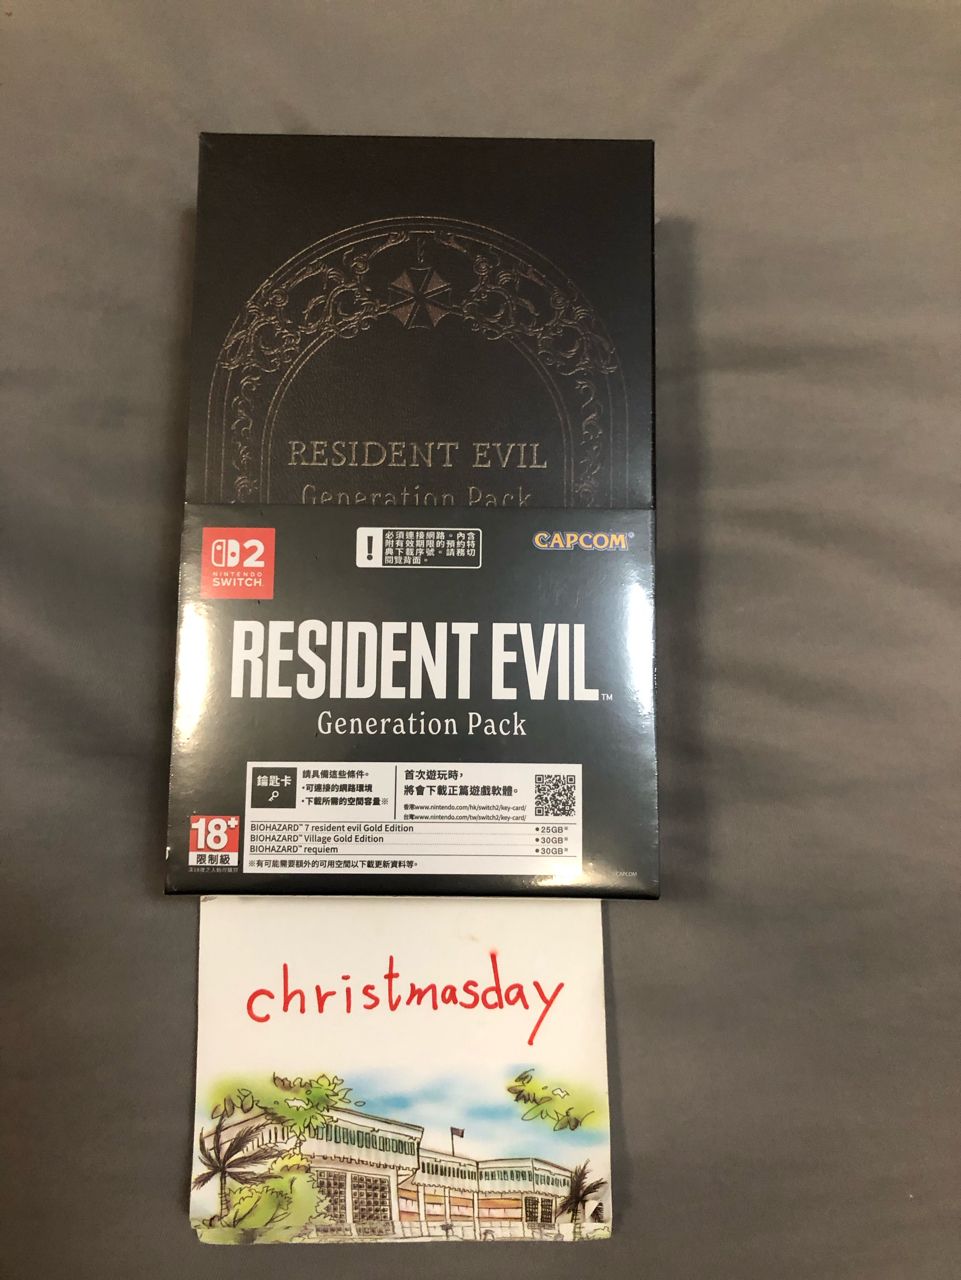 RESIDENT EVIL
Generation Pack
2
NINTENDO
SWITCH
!
必須連接網路。內含
附有效期限的預約特
典下載序號。請務切
閱覽背面。
CAPCOM
RESIDENT EVIL™
Generation Pack
鑰匙卡
請具備這些條件。
•可連接的網路環境
•下載所需的空間容量※
首次遊玩時,
將會下載正篇遊戲軟體。
香港www.nintendo.com/hk/switch2/key-card/
台灣www.nintendo.com/tw/switch2/key-card/
BIOHAZARD™ 7 resident evil Gold Edition •25GB※
BIOHAZARD™ Village Gold Edition •30GB※
BIOHAZARD™ requiem •30GB※
※有可能需要額外的可用空間以下載更新資料等。
18+
限制級
©CAPCOM
christmasday